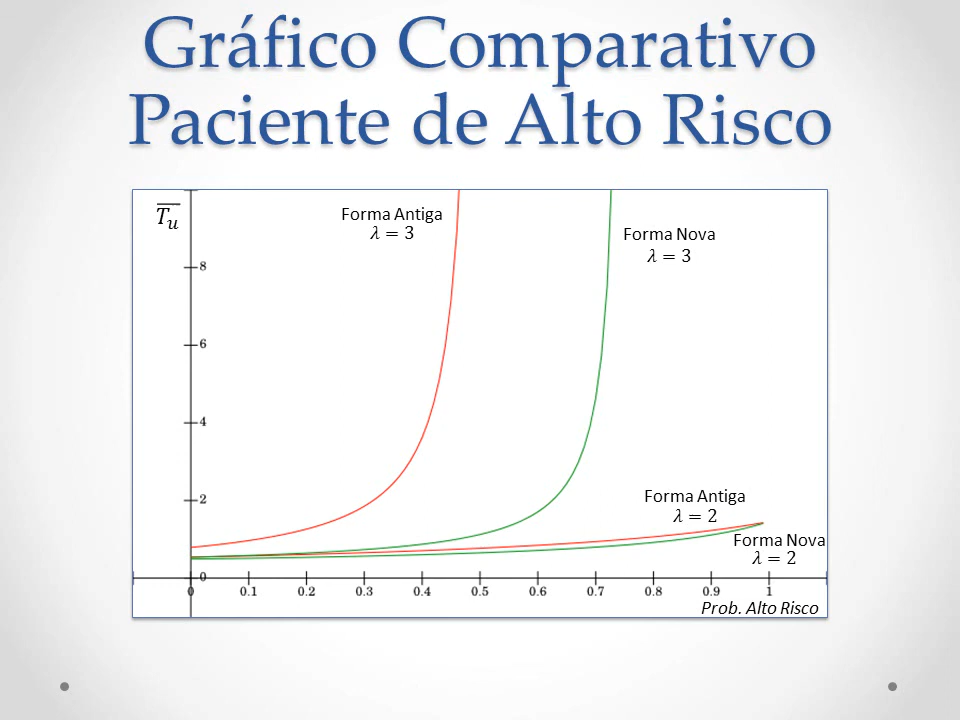 Gráfico Comparativo
Paciente de Alto Risco
T̅ᵤ
Forma Antiga
λ = 3
Forma Nova
λ = 3
8
6
4
2
Forma Antiga
λ = 2
Forma Nova
λ = 2
0
0 0.1 0.2 0.3 0.4 0.5 0.6 0.7 0.8 0.9 1
Prob. Alto Risco